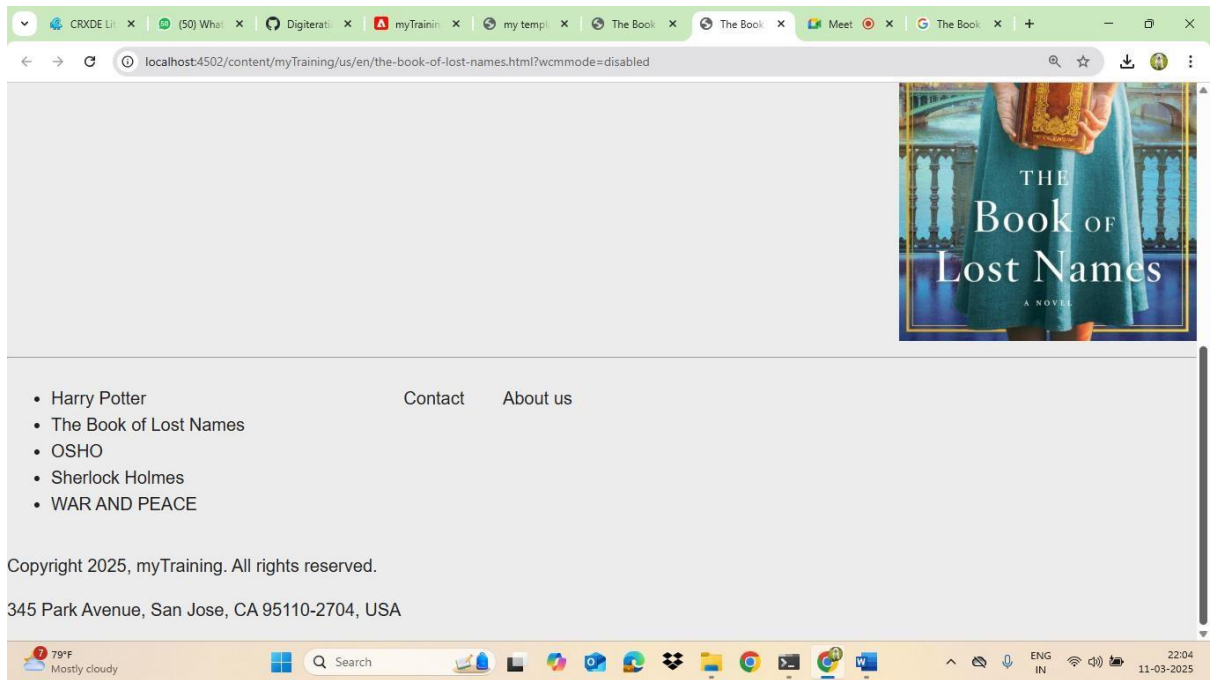 CRXDE Lit
(50) What
Digiterati
myTrainin
my templ
The Book
The Book
Meet
The Book
localhost:4502/content/myTraining/us/en/the-book-of-lost-names.html?wcmmode=disabled
THE
Book OF
Lost Names
A NOVEL
Harry Potter
Contact
About us
The Book of Lost Names
OSHO
Sherlock Holmes
WAR AND PEACE
Copyright 2025, myTraining. All rights reserved.
345 Park Avenue, San Jose, CA 95110-2704, USA
7
79°F
Mostly cloudy
Search
ENG
IN
22:04
11-03-2025